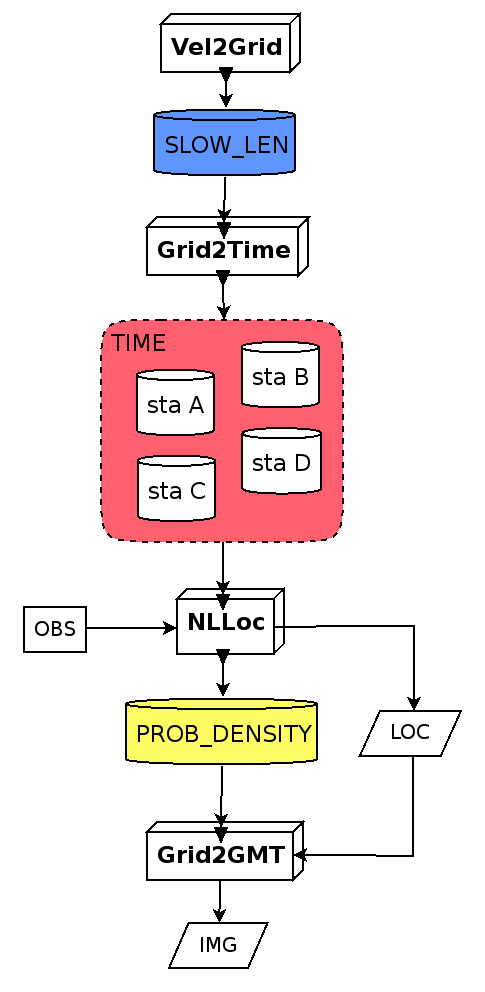 Vel2Grid
SLOW_LEN
Grid2Time
TIME
sta B
sta A
sta D
sta C
NLLoc
OBS
PROB_DENSITY
LOC
Grid2GMT
IMG